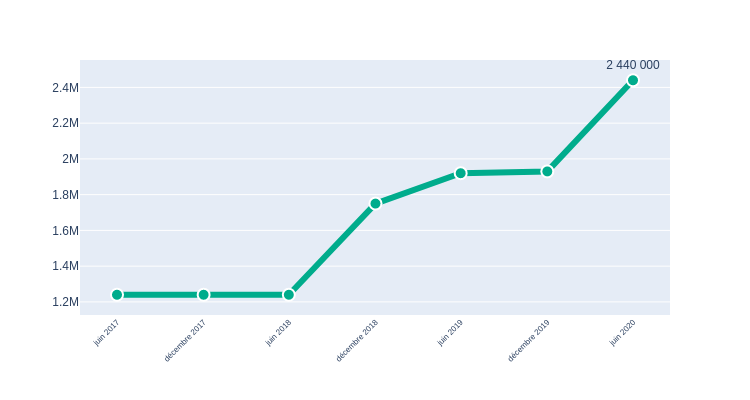 2 440 000
2.4M
2.2M
2M
1.8M
1.6M
1.4M
1.2M
juin 2017
décembre 2017
juin 2018
décembre 2018
juin 2019
décembre 2019
juin 2020